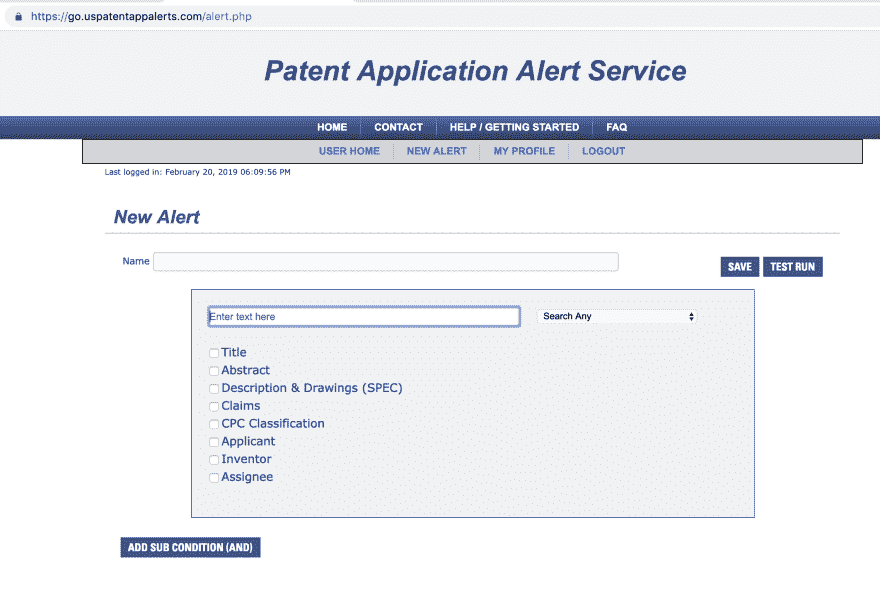 https://go.uspatentappalerts.com/alert.php
Patent Application Alert Service
HOME CONTACT HELP / GETTING STARTED FAQ
USER HOME NEW ALERT MY PROFILE LOGOUT
Last logged in: February 20, 2019 06:09:56 PM
New Alert
Name
SAVE TEST RUN
Enter text here Search Any
Title
Abstract
Description & Drawings (SPEC)
Claims
CPC Classification
Applicant
Inventor
Assignee
ADD SUB CONDITION (AND)